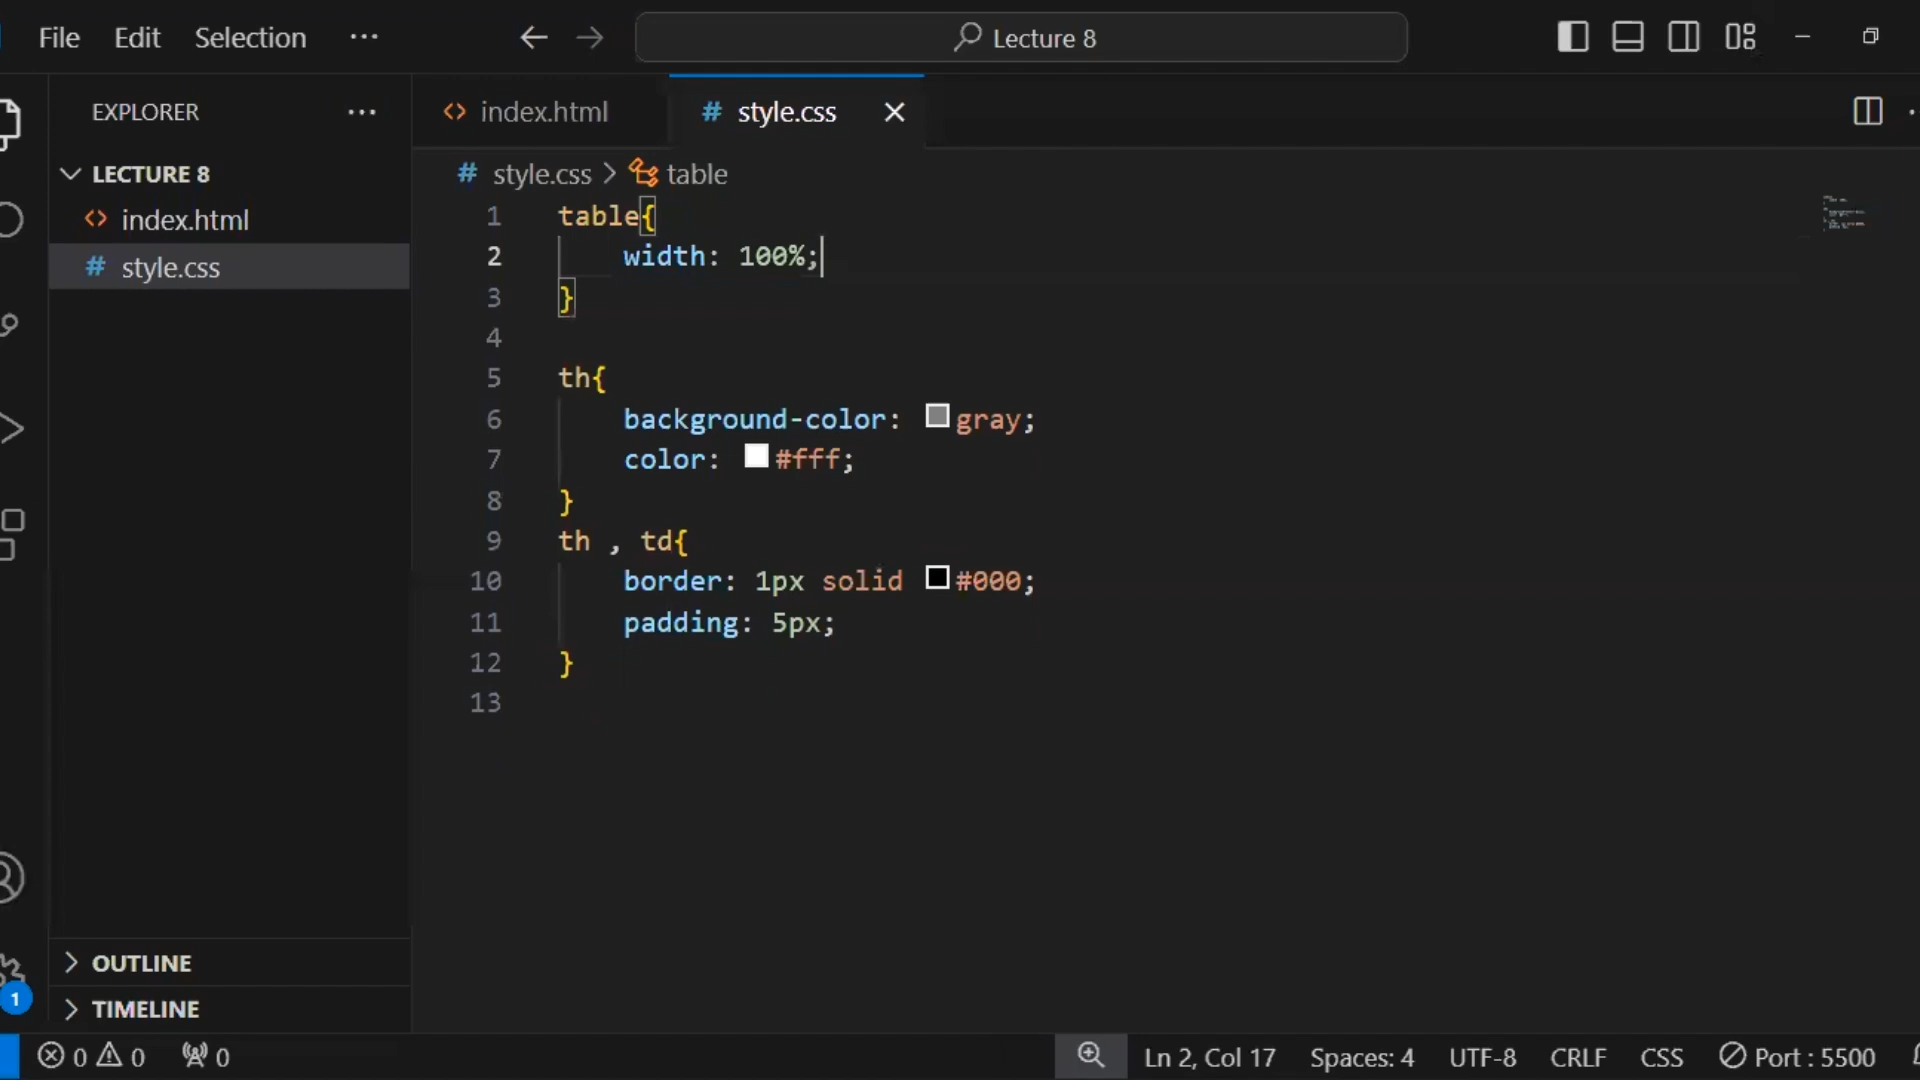 File Edit Selection ··· Lecture 8
EXPLORER ···
index.html
style.css
LECTURE 8
index.html
style.css
style.css > table
1 table{
2 width: 100%;
3 }
4
5 th{
6 background-color: gray;
7 color: #fff;
8 }
9 th , td{
10 border: 1px solid #000;
11 padding: 5px;
12 }
13
OUTLINE
1
TIMELINE
0 0 0 Ln 2, Col 17 Spaces: 4 UTF-8 CRLF CSS Port : 5500